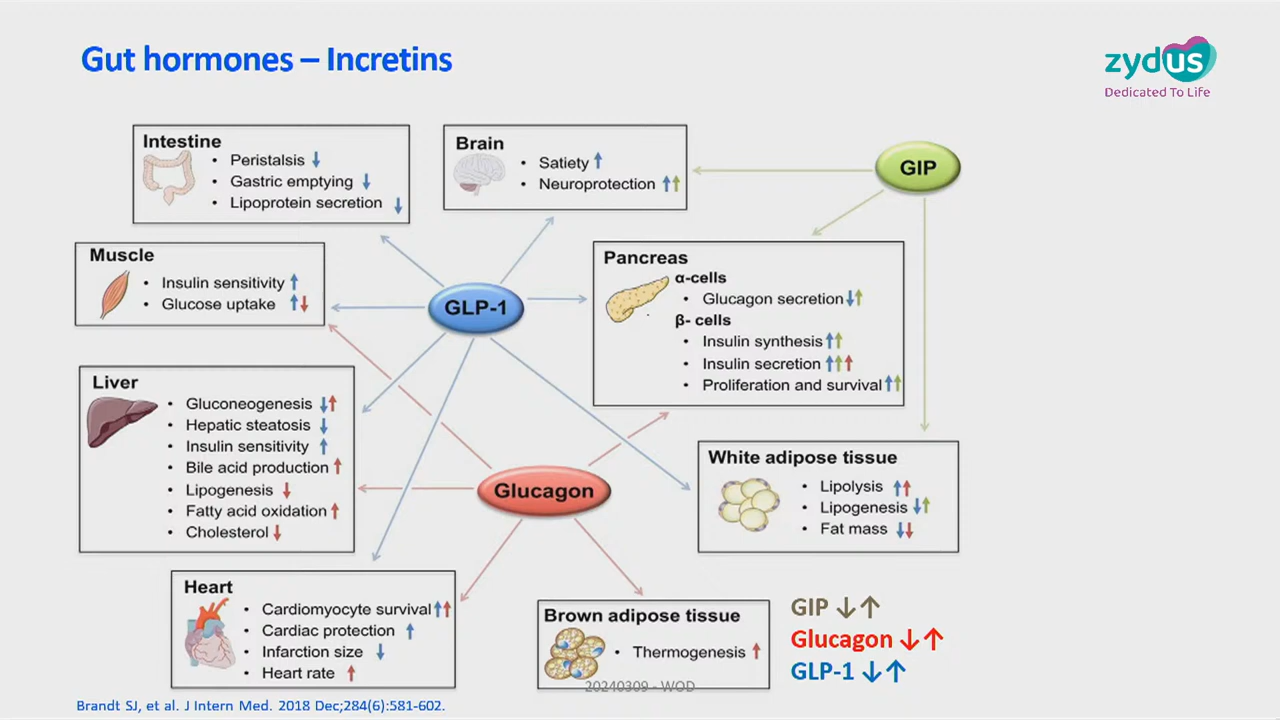 Gut hormones – Incretins
zydus
Dedicated To Life
Intestine
• Peristalsis ↓
• Gastric emptying ↓
• Lipoprotein secretion ↓
Brain
• Satiety ↑
• Neuroprotection ↑↑
GIP
Muscle
• Insulin sensitivity ↑
• Glucose uptake ↑↓
GLP-1
Pancreas
α-cells
• Glucagon secretion ↓↑
β- cells
• Insulin synthesis ↑↑
• Insulin secretion ↑↑↑
• Proliferation and survival ↑↑
Liver
• Gluconeogenesis ↓↑
• Hepatic steatosis ↓
• Insulin sensitivity ↑
• Bile acid production ↑
• Lipogenesis ↓
• Fatty acid oxidation ↑
• Cholesterol ↓
Glucagon
White adipose tissue
• Lipolysis ↑↑
• Lipogenesis ↓↑
• Fat mass ↓↓
Heart
• Cardiomyocyte survival ↑↑
• Cardiac protection ↑
• Infarction size ↓
• Heart rate ↑
Brown adipose tissue
• Thermogenesis ↑
GIP ↓↑
Glucagon ↓↑
GLP-1 ↓↑
20240309 - WOD
Brandt SJ, et al. J Intern Med. 2018 Dec;284(6):581-602.